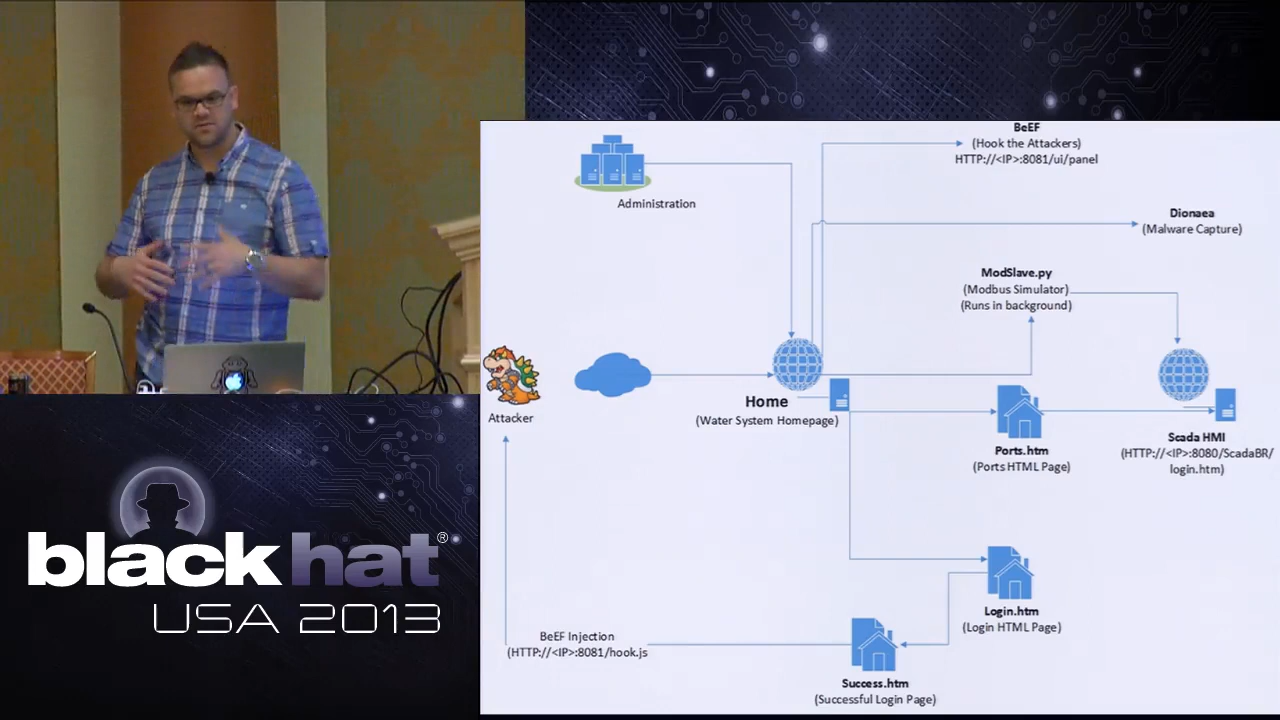 BeEF
(Hook the Attackers)
HTTP://<IP>:8081/ui/panel
Administration
Dionaea
(Malware Capture)
ModSlave.py
(Modbus Simulator)
(Runs in background)
Attacker
Home
(Water System Homepage)
Ports.htm
(Ports HTML Page)
Scada HMI
(HTTP://<IP>:8080/ScadaBR/
login.htm)
Login.htm
(Login HTML Page)
BeEF Injection
(HTTP://<IP>:8081/hook.js
Success.htm
(Successful Login Page)
blackhat®
USA 2013